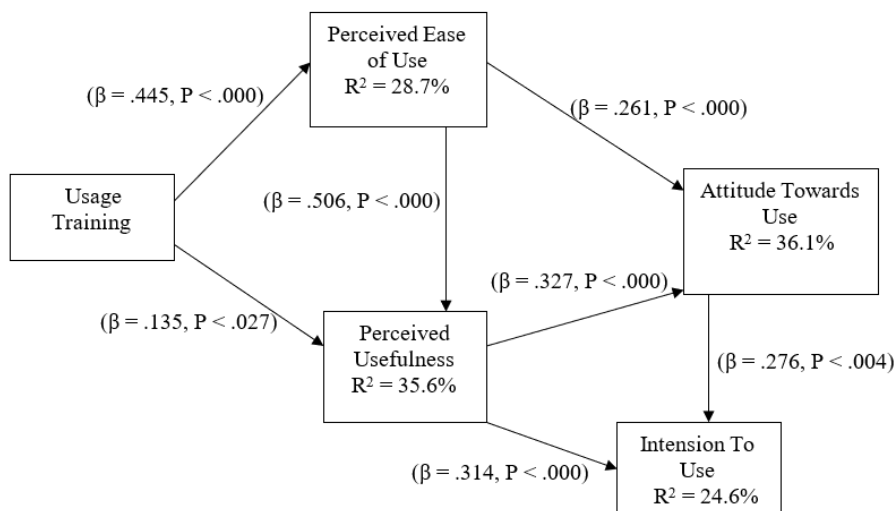 Perceived Ease
of Use
R² = 28.7%
(β = .445, P < .000)
(β = .261, P < .000)
Usage
Training
(β = .506, P < .000)
Attitude Towards
Use
R² = 36.1%
(β = .327, P < .000)
(β = .135, P < .027)
Perceived
Usefulness
R² = 35.6%
(β = .276, P < .004)
Intension To
Use
R² = 24.6%
(β = .314, P < .000)